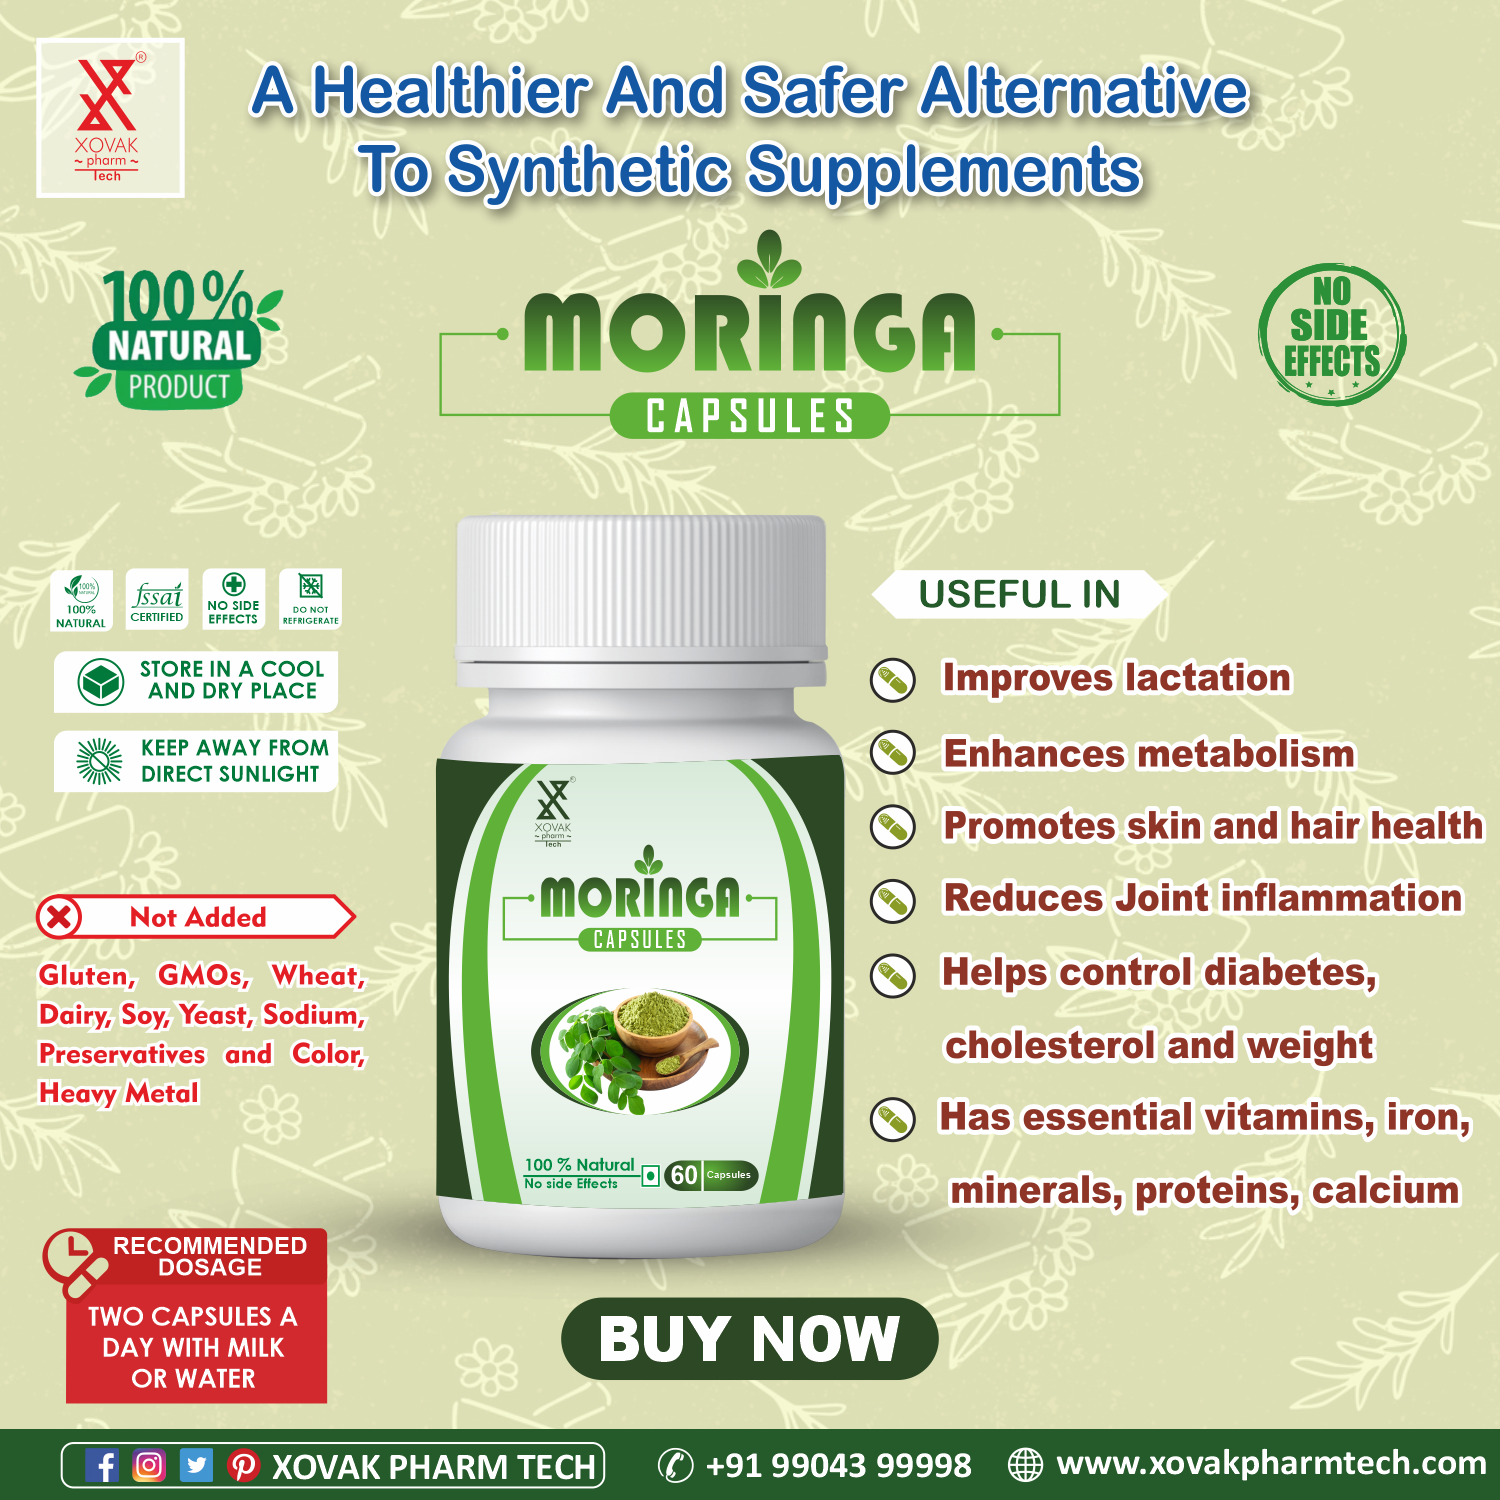 XOVAK
~ pharm ~
Tech
A Healthier And Safer Alternative
To Synthetic Supplements
100%
NATURAL
PRODUCT
MORINGA
CAPSULES
NO
SIDE
EFFECTS
100%
NATURAL
100%
NATURAL
fssai
CERTIFIED
NO SIDE
EFFECTS
DO NOT
REFRIGERATE
STORE IN A COOL
AND DRY PLACE
KEEP AWAY FROM
DIRECT SUNLIGHT
Not Added
Gluten, GMOs, Wheat,
Dairy, Soy, Yeast, Sodium,
Preservatives and Color,
Heavy Metal
RECOMMENDED
DOSAGE
TWO CAPSULES A
DAY WITH MILK
OR WATER
XOVAK
~ pharm ~
Tech
MORINGA
CAPSULES
100 % Natural
No side Effects
60 Capsules
USEFUL IN
Improves lactation
Enhances metabolism
Promotes skin and hair health
Reduces Joint inflammation
Helps control diabetes,
cholesterol and weight
Has essential vitamins, iron,
minerals, proteins, calcium
BUY NOW
XOVAK PHARM TECH
+91 99043 99998
www.xovakpharmtech.com